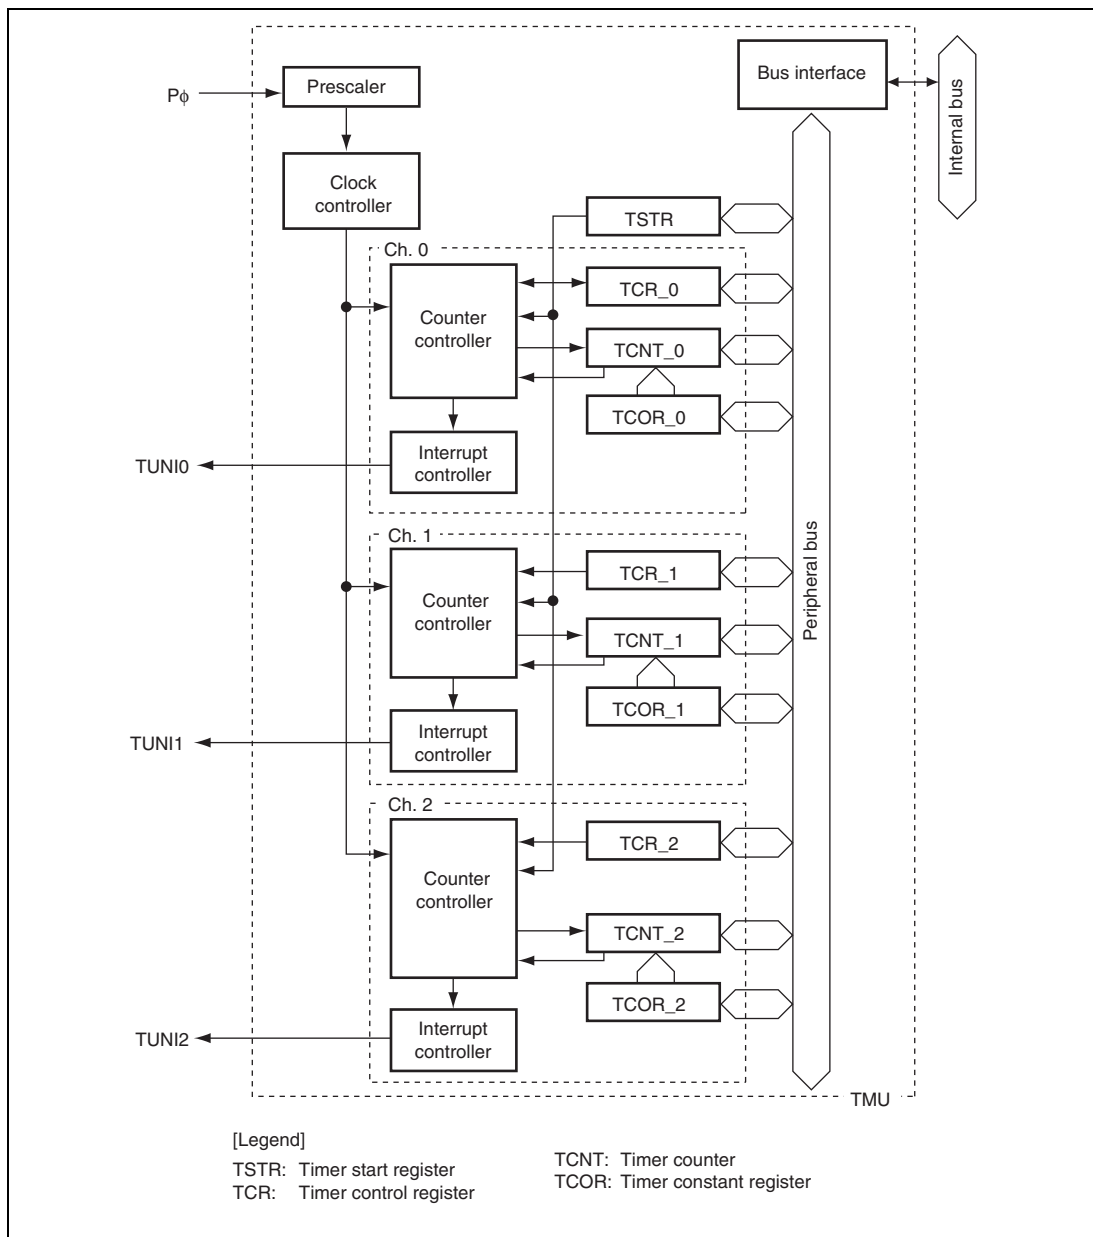 Pϕ
Prescaler
Bus interface
Internal bus
Clock
controller
TSTR
Ch. 0
Counter
controller
TCR_0
TCNT_0
TCOR_0
Interrupt
controller
TUNI0
Ch. 1
Counter
controller
TCR_1
TCNT_1
TCOR_1
Interrupt
controller
TUNI1
Peripheral bus
Ch. 2
Counter
controller
TCR_2
TCNT_2
TCOR_2
Interrupt
controller
TUNI2
TMU
[Legend]
TSTR: Timer start register
TCR: Timer control register
TCNT: Timer counter
TCOR: Timer constant register